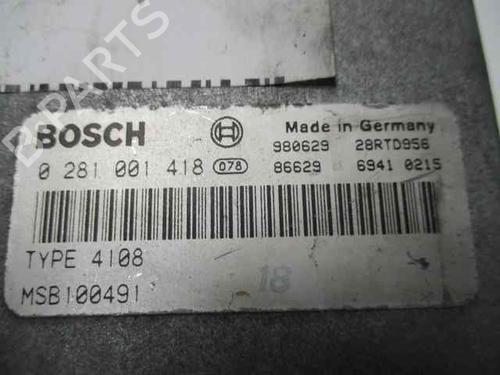 B-PARTS
BOSCH
Made in Germany
980629 28RTD956
0 281 001 418 078
86629 6941 0215
TYPE 4108
MSB100491
18